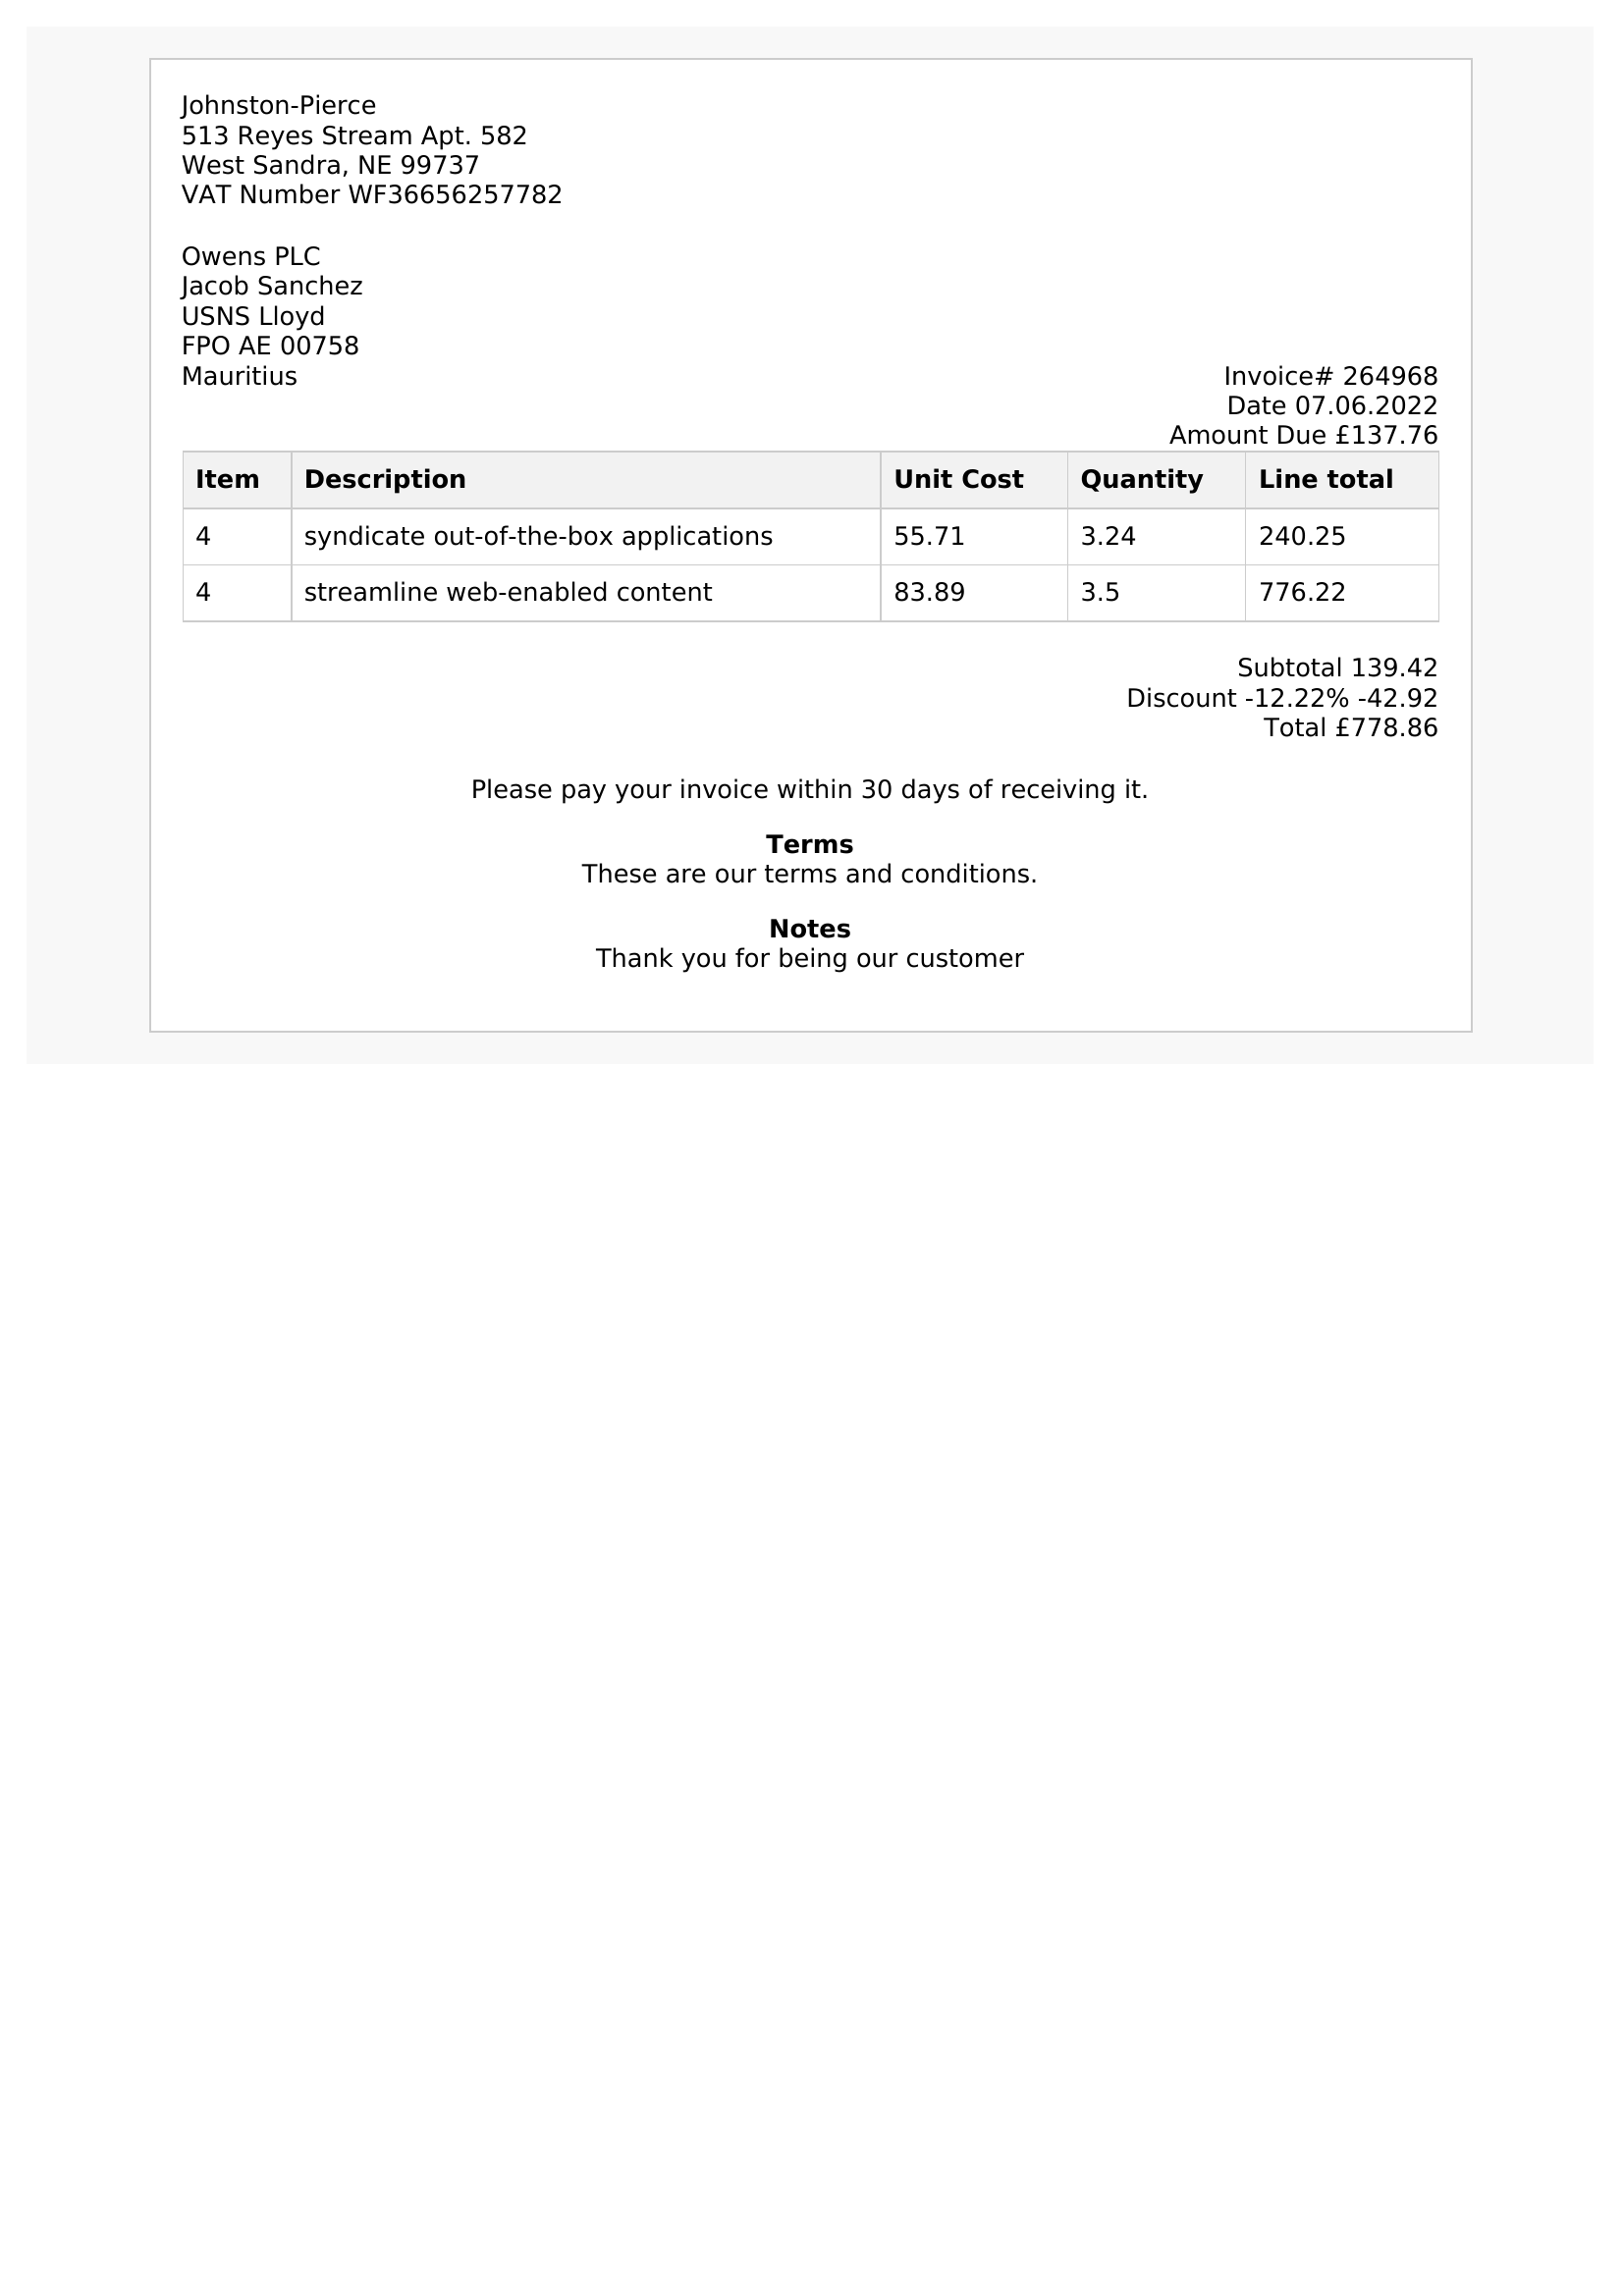 Johnston-Pierce
513 Reyes Stream Apt. 582
West Sandra, NE 99737
VAT Number WF36656257782
Owens PLC
Jacob Sanchez
USNS Lloyd
FPO AE 00758
Mauritius
Invoice# 264968
Date 07.06.2022
Amount Due £137.76
Item Description Unit Cost Quantity Line total
4 syndicate out-of-the-box applications 55.71 3.24 240.25
4 streamline web-enabled content 83.89 3.5 776.22
Subtotal 139.42
Discount -12.22% -42.92
Total £778.86
Please pay your invoice within 30 days of receiving it.
Terms
These are our terms and conditions.
Notes
Thank you for being our customer